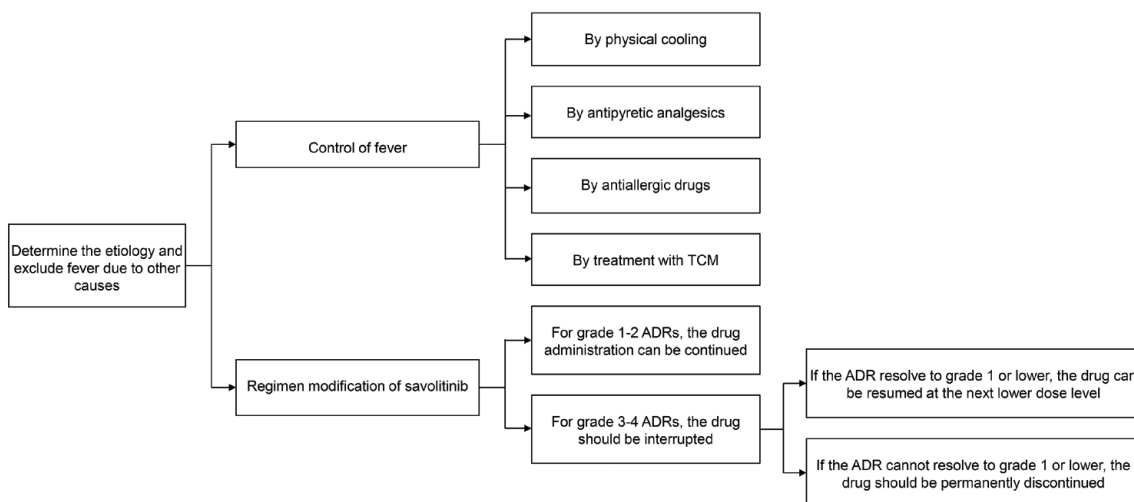 By physical cooling
By antipyretic analgesics
Control of fever
By antiallergic drugs
Determine the etiology and
exclude fever due to other
causes
By treatment with TCM
For grade 1-2 ADRs, the drug
administration can be continued
Regimen modification of savolitinib
If the ADR resolve to grade 1 or lower, the drug can
be resumed at the next lower dose level
For grade 3-4 ADRs, the drug
should be interrupted
If the ADR cannot resolve to grade 1 or lower, the
drug should be permanently discontinued